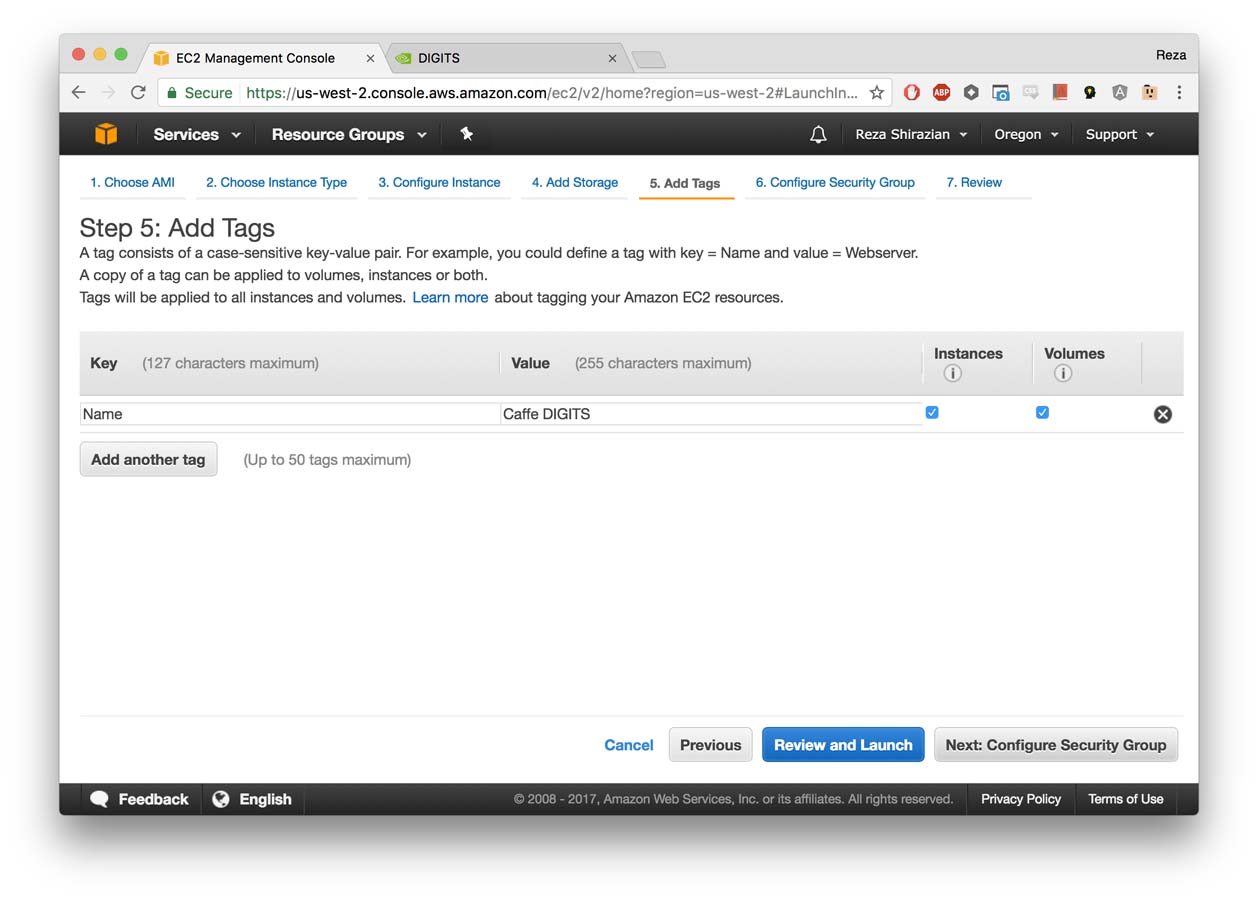 EC2 Management Console
DIGITS
Reza
Secure https://us-west-2.console.aws.amazon.com/ec2/v2/home?region=us-west-2#LaunchIn...
ABP
Services Resource Groups Reza Shirazian Oregon Support
1. Choose AMI 2. Choose Instance Type 3. Configure Instance 4. Add Storage 5. Add Tags 6. Configure Security Group 7. Review
Step 5: Add Tags
A tag consists of a case-sensitive key-value pair. For example, you could define a tag with key = Name and value = Webserver.
A copy of a tag can be applied to volumes, instances or both.
Tags will be applied to all instances and volumes. Learn more about tagging your Amazon EC2 resources.
Key (127 characters maximum) Value (255 characters maximum) Instances Volumes
Name Caffe DIGITS
Add another tag (Up to 50 tags maximum)
Cancel Previous Review and Launch Next: Configure Security Group
Feedback English © 2008 - 2017, Amazon Web Services, Inc. or its affiliates. All rights reserved. Privacy Policy Terms of Use